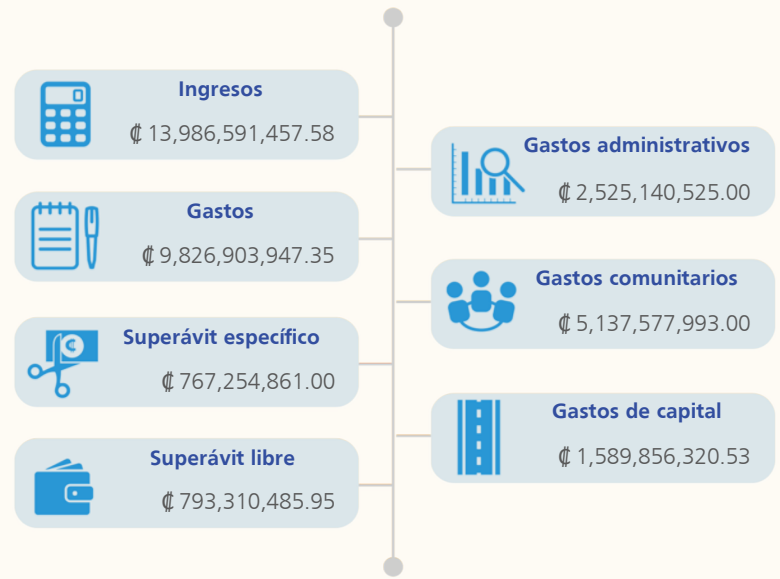 Ingresos
₡ 13,986,591,457.58
Gastos
₡ 9,826,903,947.35
Superávit específico
₡ 767,254,861.00
Superávit libre
₡ 793,310,485.95
Gastos administrativos
₡ 2,525,140,525.00
Gastos comunitarios
₡ 5,137,577,993.00
Gastos de capital
₡ 1,589,856,320.53